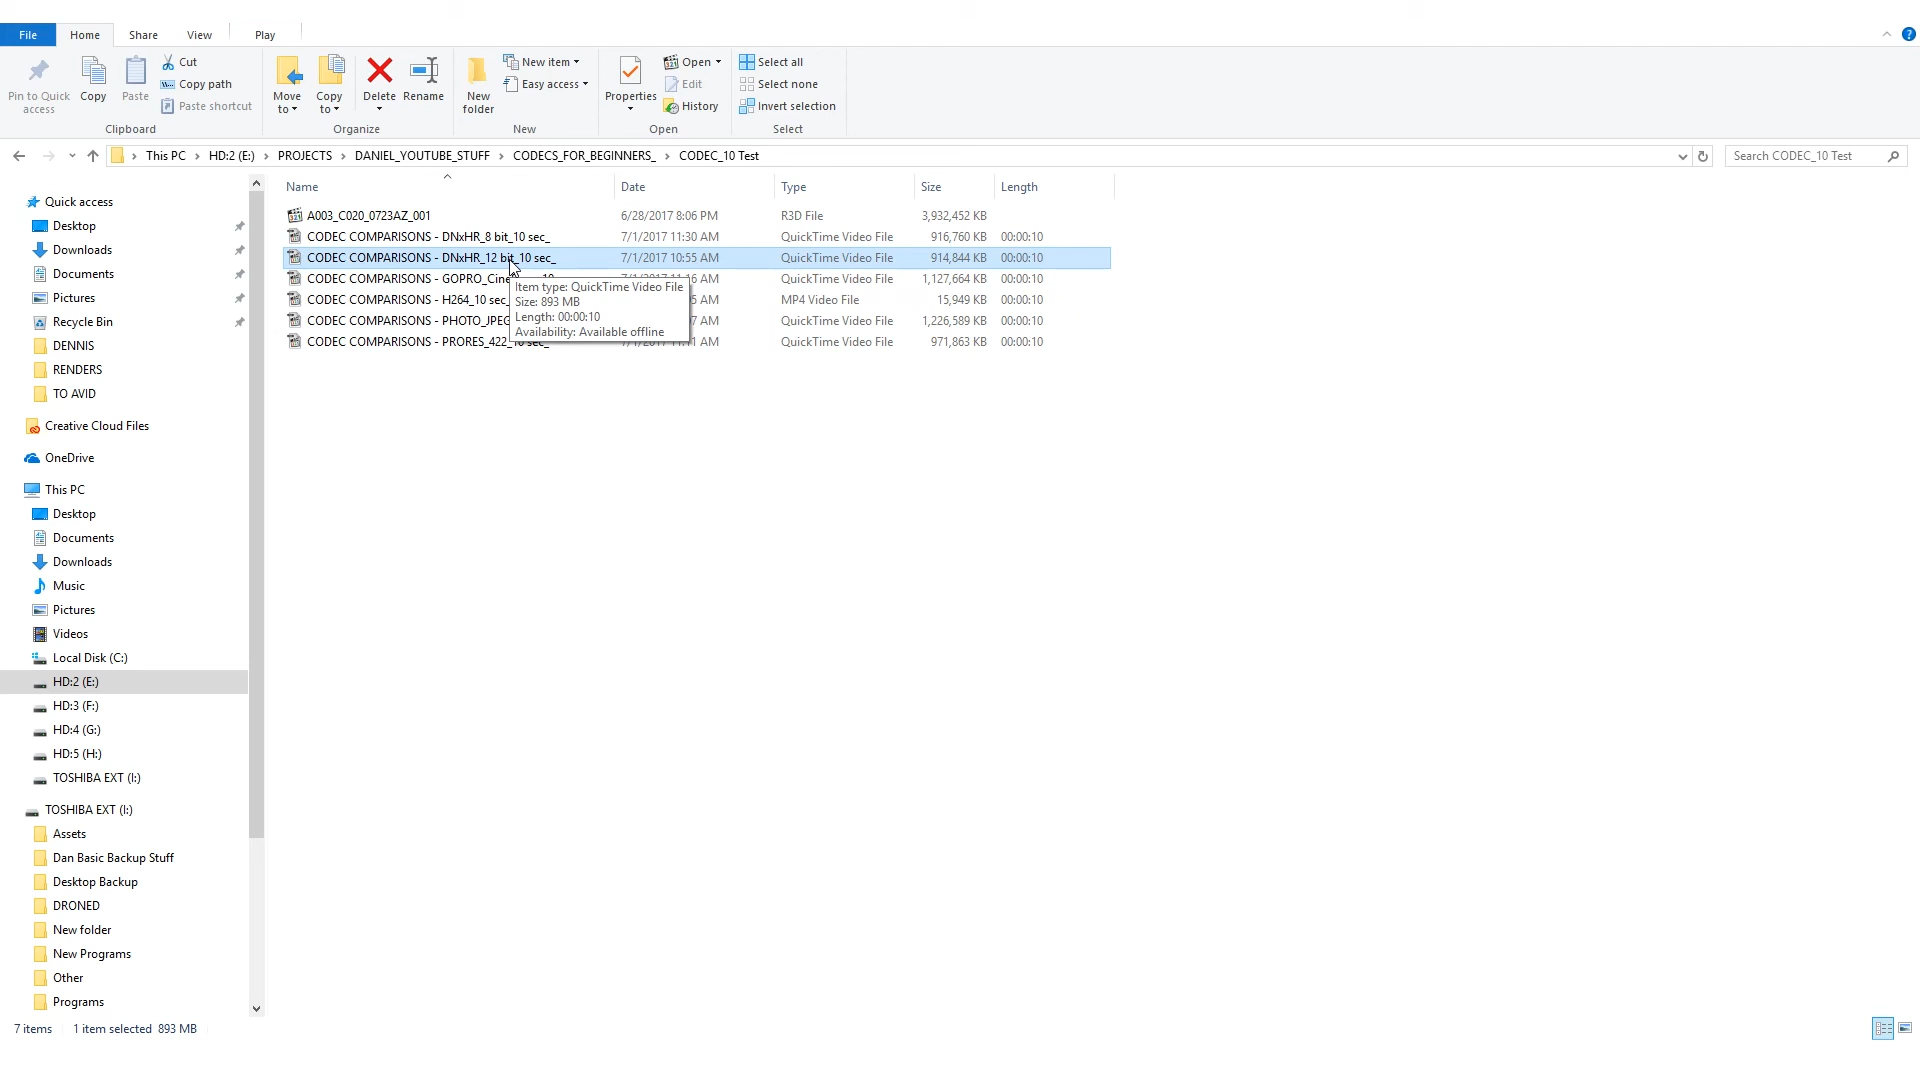 File Home Share View Play
Pin to Quick access
Copy
Paste
Cut
Copy path
Paste shortcut
Clipboard
Move to
Copy to
Delete
Rename
Organize
New folder
New item
Easy access
New
Properties
Open
Edit
History
Open
Select all
Select none
Invert selection
Select
This PC HD:2 (E:) PROJECTS DANIEL_YOUTUBE_STUFF CODECS_FOR_BEGINNERS_ CODEC_10 Test
Search CODEC_10 Test
Quick access
Desktop
Downloads
Documents
Pictures
Recycle Bin
DENNIS
RENDERS
TO AVID
Creative Cloud Files
OneDrive
This PC
Desktop
Documents
Downloads
Music
Pictures
Videos
Local Disk (C:)
HD:2 (E:)
HD:3 (F:)
HD:4 (G:)
HD:5 (H:)
TOSHIBA EXT (I:)
TOSHIBA EXT (I:)
Assets
Dan Basic Backup Stuff
Desktop Backup
DRONED
New folder
New Programs
Other
Programs
Name Date Type Size Length
A003_C020_0723AZ_001 6/28/2017 8:06 PM R3D File 3,932,452 KB
CODEC COMPARISONS - DNxHR_8 bit_10 sec_ 7/1/2017 11:30 AM QuickTime Video File 916,760 KB 00:00:10
CODEC COMPARISONS - DNxHR_12 bit_10 sec_ 7/1/2017 10:55 AM QuickTime Video File 914,844 KB 00:00:10
CODEC COMPARISONS - GOPRO_Cine AM QuickTime Video File 1,127,664 KB 00:00:10
CODEC COMPARISONS - H264_10 sec_ AM MP4 Video File 15,949 KB 00:00:10
CODEC COMPARISONS - PHOTO_JPEG AM QuickTime Video File 1,226,589 KB 00:00:10
CODEC COMPARISONS - PRORES_422_10 sec_ 7/1/2017 11:11 AM QuickTime Video File 971,863 KB 00:00:10
Item type: QuickTime Video File
Size: 893 MB
Length: 00:00:10
Availability: Available offline
7 items 1 item selected 893 MB